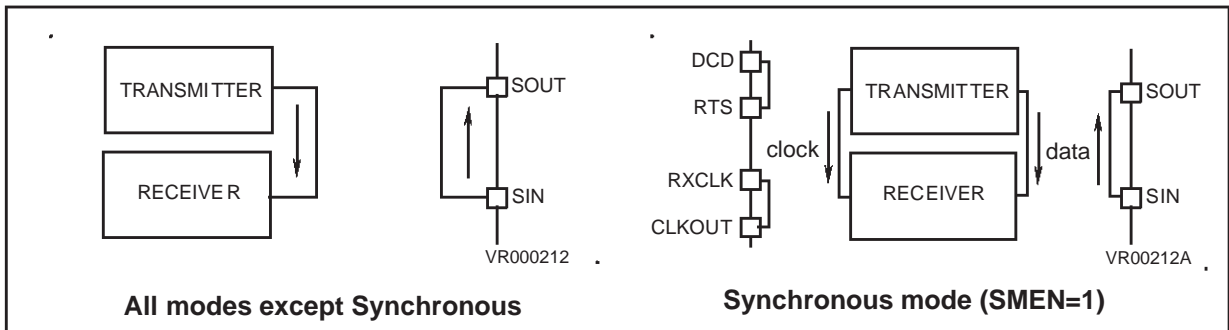 TRANSMITTER
RECEIVER
SOUT
SIN
VR000212
All modes except Synchronous
DCD
RTS
RXCLK
CLKOUT
clock
TRANSMITTER
RECEIVER
data
SOUT
SIN
VR00212A
Synchronous mode (SMEN=1)